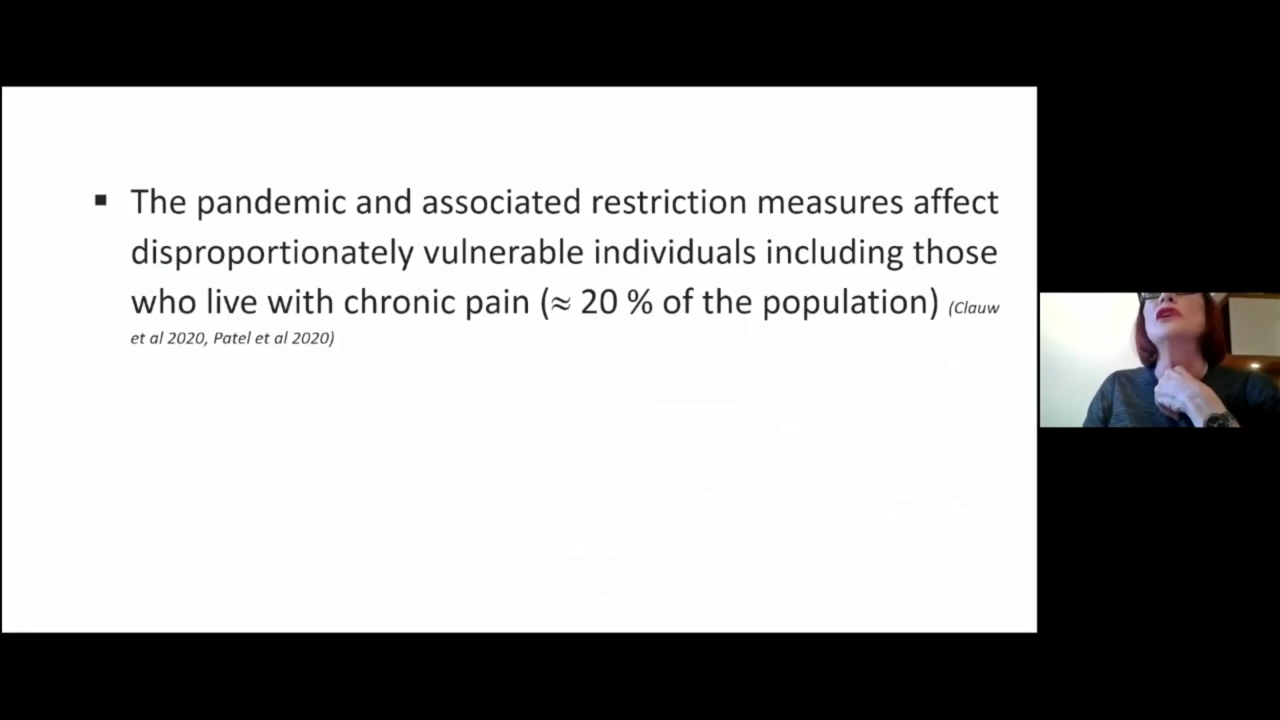 ▪ The pandemic and associated restriction measures affect
disproportionately vulnerable individuals including those
who live with chronic pain (≈ 20 % of the population) (Clauw
et al 2020, Patel et al 2020)